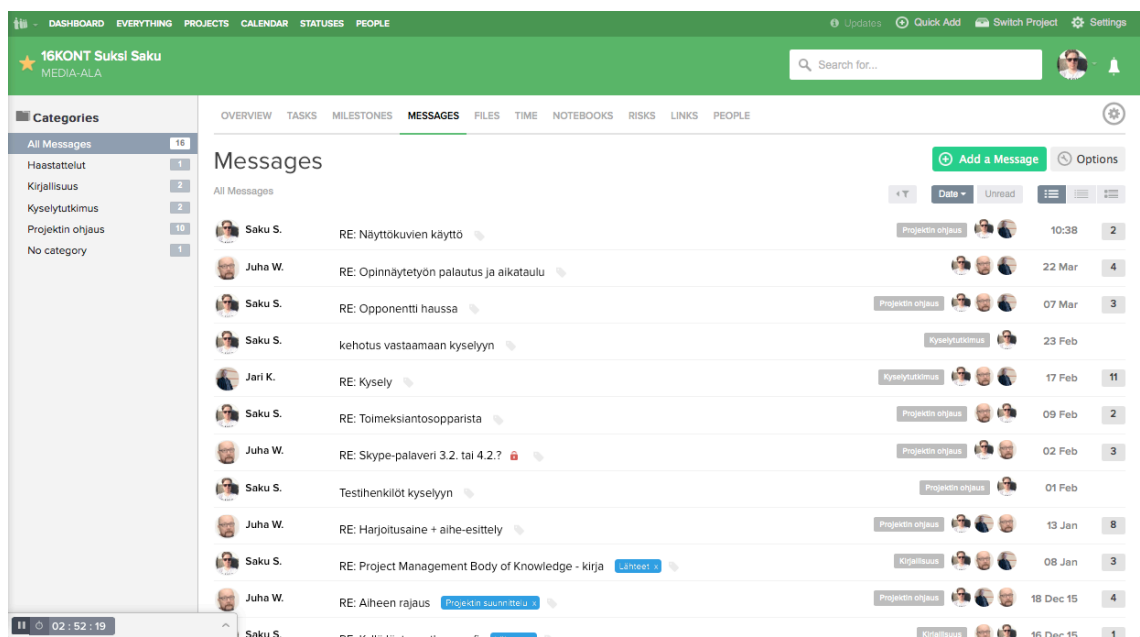 DASHBOARD EVERYTHING PROJECTS CALENDAR STATUSES PEOPLE Updates Quick Add Switch Project Settings
16KONT Suksi Saku
MEDIA-ALA
Search for...
Categories
All Messages 16
Haastattelut 1
Kirjallisuus 2
Kyselytutkimus 2
Projektin ohjaus 10
No category 1
OVERVIEW TASKS MILESTONES MESSAGES FILES TIME NOTEBOOKS RISKS LINKS PEOPLE
Messages
Add a Message Options
All Messages
Date Unread
Saku S. RE: Näyttökuvien käyttö Projektin ohjaus 10:38 2
Juha W. RE: Opinnäytetyön palautus ja aikataulu 22 Mar 4
Saku S. RE: Opponentti haussa Projektin ohjaus 07 Mar 3
Saku S. kehotus vastaamaan kyselyyn Kyselytutkimus 23 Feb
Jari K. RE: Kysely Kyselytutkimus 17 Feb 11
Saku S. RE: Toimeksiantosopparista Projektin ohjaus 09 Feb 2
Juha W. RE: Skype-palaveri 3.2. tai 4.2.? Projektin ohjaus 02 Feb 3
Saku S. Testihenkilöt kyselyyn Projektin ohjaus 01 Feb
Juha W. RE: Harjoitusaine + aihe-esittely Projektin ohjaus 13 Jan 8
Saku S. RE: Project Management Body of Knowledge - kirja Lähteet x Kirjallisuus 08 Jan 3
Juha W. RE: Aiheen rajaus Projektin suunnittelu x Projektin ohjaus 18 Dec 15 4
02:52:19
Saku S. Kirjallisuus 16 Dec 15 1